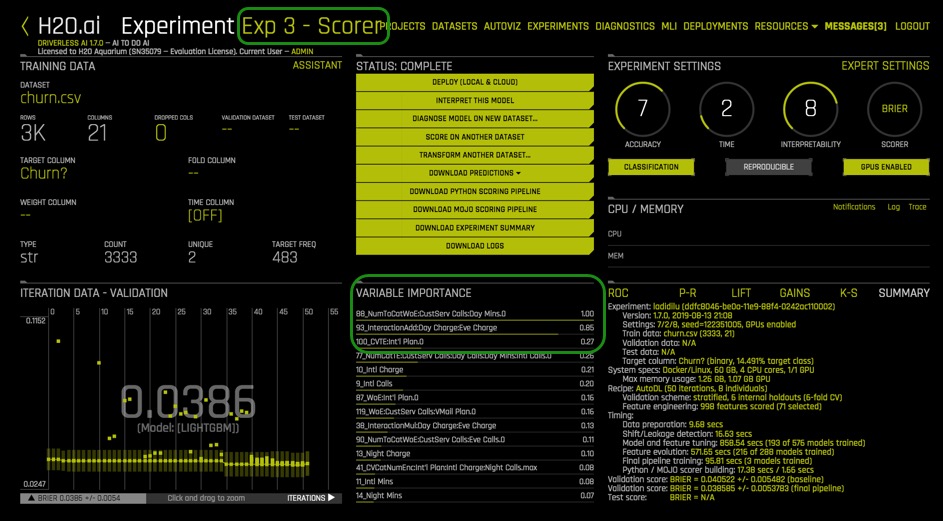 H2O.ai Experiment Exp 3 - Scorer
PROJECTS DATASETS AUTOVIZ EXPERIMENTS DIAGNOSTICS MLI DEPLOYMENTS RESOURCES MESSAGES[3] LOGOUT
DRIVERLESS AI 1.7.0 – AI TO DO AI
Licensed to H2O Aquarium (SN35079 – Evaluation License). Current User – ADMIN
TRAINING DATA ASSISTANT
DATASET
churn.csv
ROWS COLUMNS DROPPED COLS VALIDATION DATASET TEST DATASET
3K 21 0 -- --
TARGET COLUMN FOLD COLUMN
Churn? --
WEIGHT COLUMN TIME COLUMN
-- [OFF]
TYPE COUNT UNIQUE TARGET FREQ
str 3333 2 483
STATUS: COMPLETE
DEPLOY (LOCAL & CLOUD)
INTERPRET THIS MODEL
DIAGNOSE MODEL ON NEW DATASET...
SCORE ON ANOTHER DATASET
TRANSFORM ANOTHER DATASET...
DOWNLOAD PREDICTIONS
DOWNLOAD PYTHON SCORING PIPELINE
DOWNLOAD MOJO SCORING PIPELINE
DOWNLOAD EXPERIMENT SUMMARY
DOWNLOAD LOGS
EXPERIMENT SETTINGS EXPERT SETTINGS
7 2 8 BRIER
ACCURACY TIME INTERPRETABILITY SCORER
CLASSIFICATION REPRODUCIBLE GPUS ENABLED
CPU / MEMORY Notifications Log Trace
CPU
MEM
ITERATION DATA - VALIDATION
0.1152 0 5 10 15 20 25 30 35 40 45 50 55
0.0386
(Model: [LIGHTGBM])
0.0247
▲ BRIER 0.0386 +/- 0.0054 Click and drag to zoom ITERATIONS ▶
VARIABLE IMPORTANCE
88_NumToCatWoE:CustServ Calls:Day Mins.0 1.00
93_InteractionAdd:Day Charge:Eve Charge 0.85
100_CVTE:Int'l Plan.0 0.27
77_NumCatTE:CustServ Calls:Day Calls:Day Mins:Intl Calls.0 0.26
10_Intl Charge 0.21
9_Intl Calls 0.20
87_WoE:Int'l Plan.0 0.16
119_WoE:CustServ Calls:VMail Plan.0 0.16
38_InteractionMul:Day Charge:Eve Charge 0.13
90_NumToCatWoE:CustServ Calls:Eve Calls.0 0.11
13_Night Charge 0.10
41_CVCatNumEnc:Int'l Plan:Intl Charge:Night Calls.max 0.08
11_Intl Mins 0.08
14_Night Mins 0.07
ROC P-R LIFT GAINS K-S SUMMARY
Experiment: ladidilu (ddfc8046-be0a-11e9-88f4-0242ac110002)
Version: 1.7.0, 2019-08-13 21:08
Settings: 7/2/8, seed=122351005, GPUs enabled
Train data: churn.csv (3333, 21)
Validation data: N/A
Test data: N/A
Target column: Churn? (binary, 14.491% target class)
System specs: Docker/Linux, 60 GB, 4 CPU cores, 1/1 GPU
Max memory usage: 1.26 GB, 1.07 GB GPU
Recipe: AutoDL (50 iterations, 8 individuals)
Validation scheme: stratified, 6 internal holdouts (6-fold CV)
Feature engineering: 998 features scored (71 selected)
Timing:
Data preparation: 9.68 secs
Shift/Leakage detection: 16.63 secs
Model and feature tuning: 858.54 secs (193 of 576 models trained)
Feature evolution: 571.65 secs (216 of 288 models trained)
Final pipeline training: 95.81 secs (3 models trained)
Python / MOJO scorer building: 17.38 secs / 1.66 secs
Validation score: BRIER = 0.040522 +/- 0.005482 (baseline)
Validation score: BRIER = 0.038585 +/- 0.0053783 (final pipeline)
Test score: BRIER = N/A